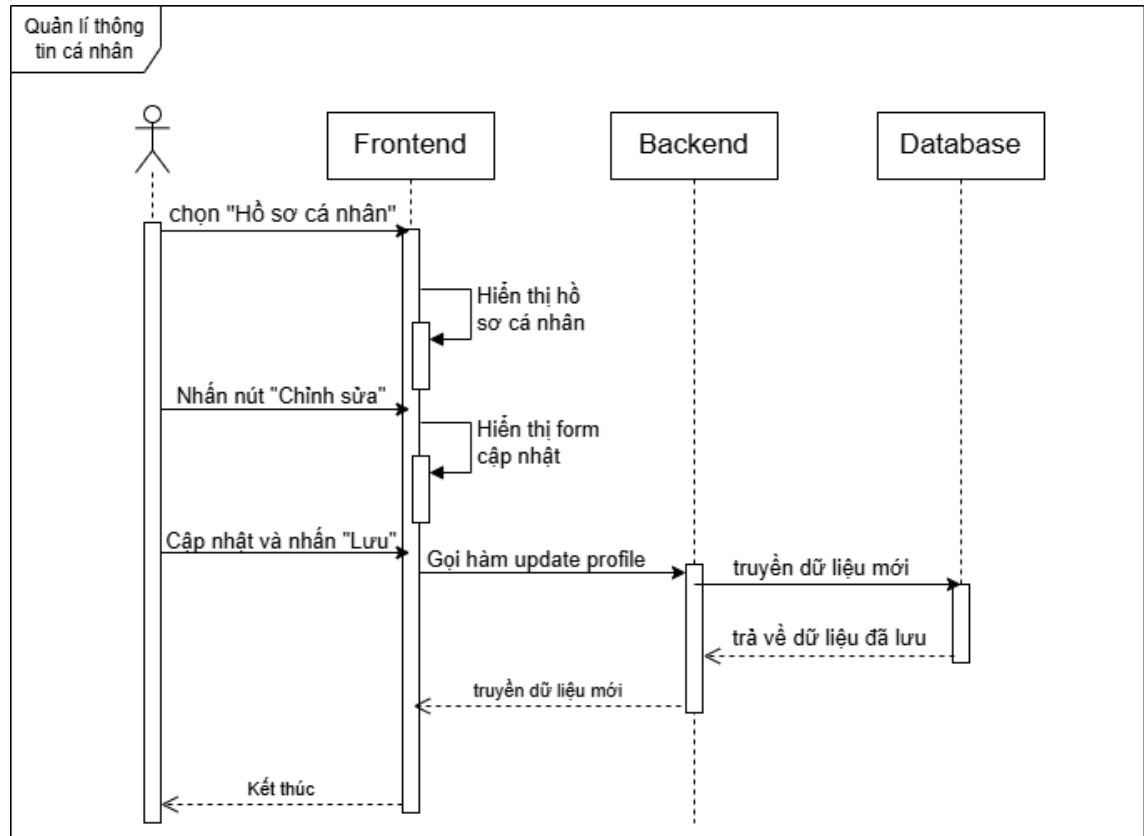 Quản lí thông
tin cá nhân
Frontend
Backend
Database
chọn "Hồ sơ cá nhân"
Hiển thị hồ
sơ cá nhân
Nhấn nút "Chỉnh sửa"
Hiển thị form
cập nhật
Cập nhật và nhấn "Lưu"
Gọi hàm update profile
truyền dữ liệu mới
trả về dữ liệu đã lưu
truyền dữ liệu mới
Kết thúc